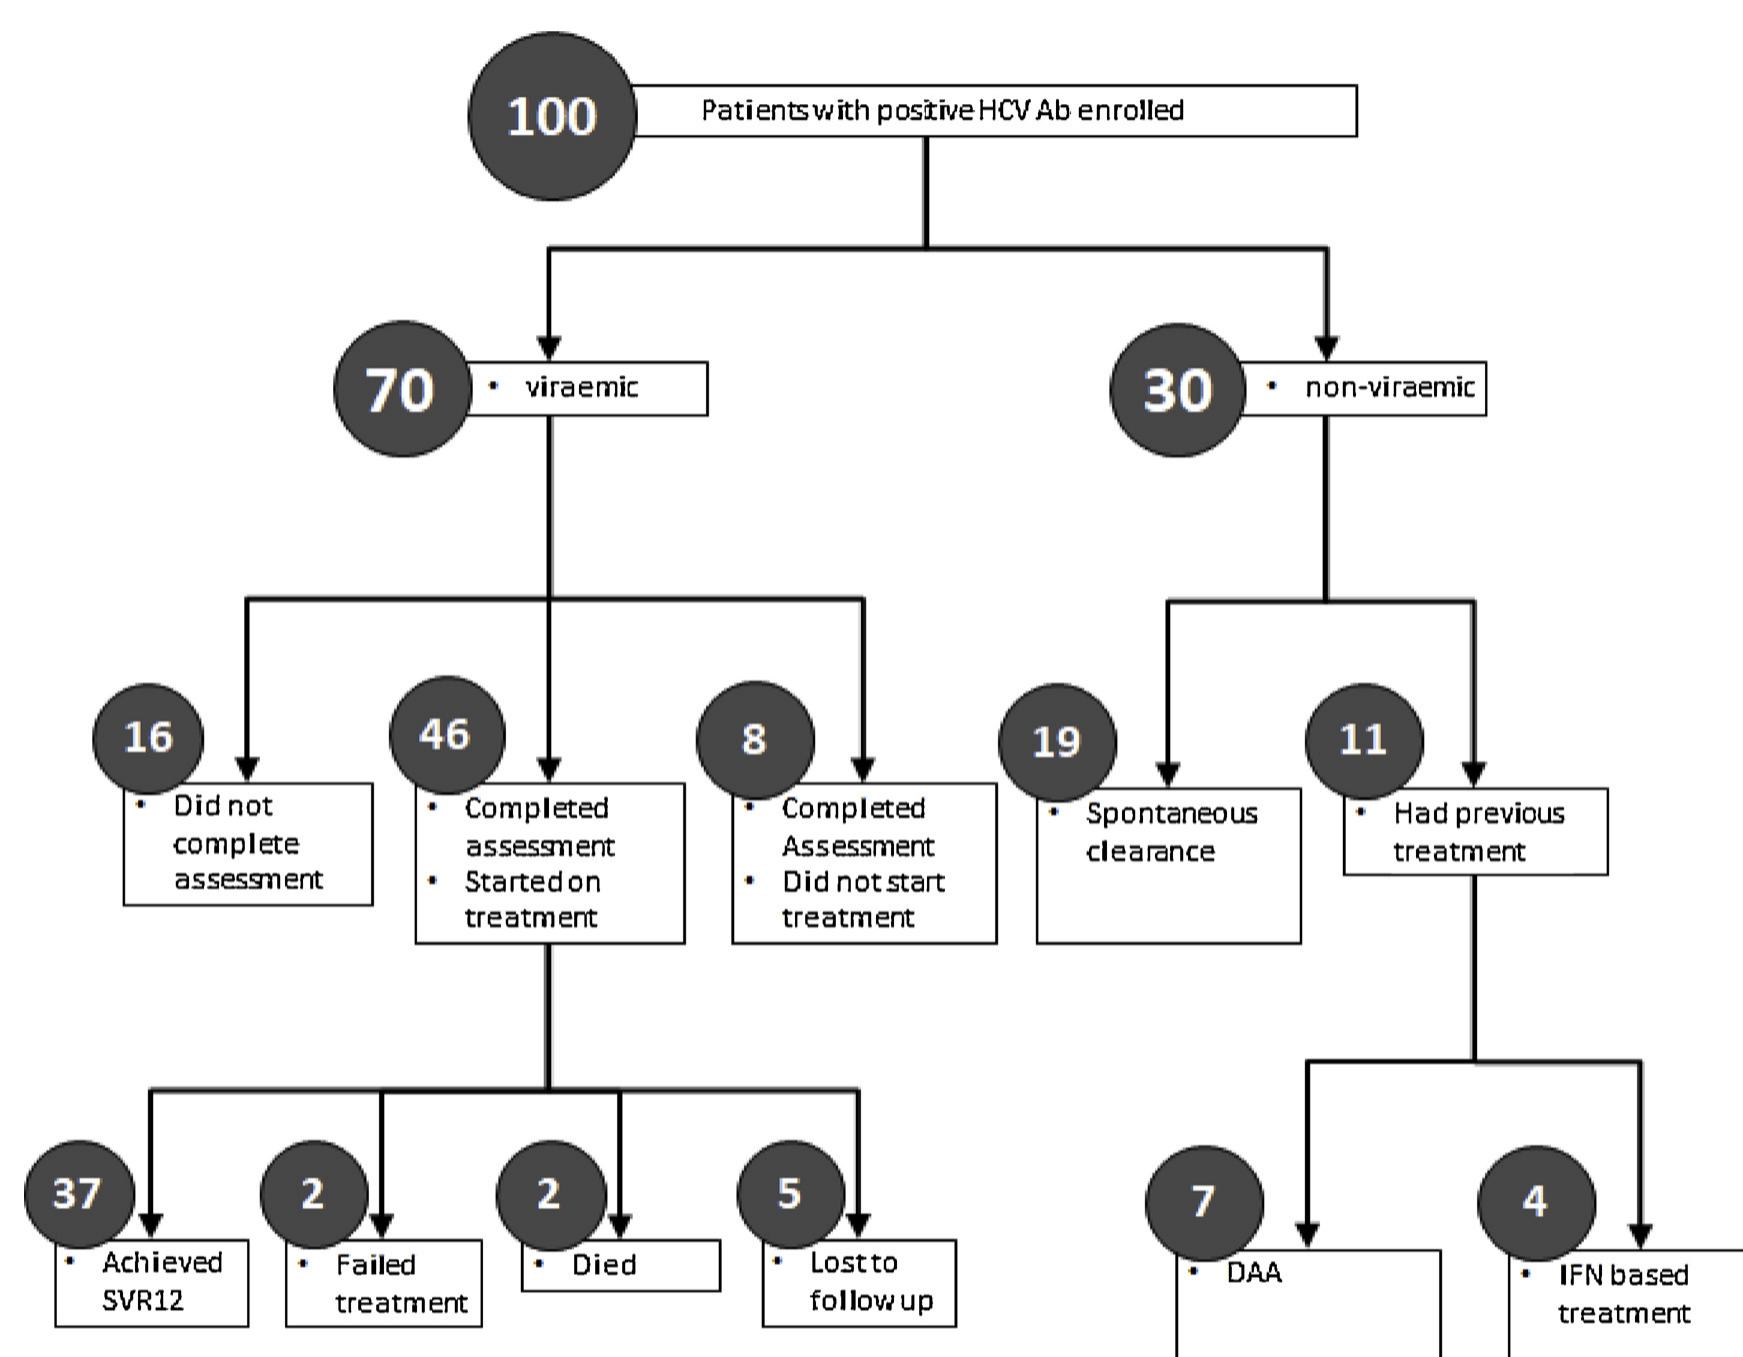 100
Patients with positive HCV Ab enrolled
70
• viraemic
30
• non-viraemic
16
• Did not
complete
assessment
46
• Completed
assessment
• Started on
treatment
8
• Completed
Assessment
• Did not start
treatment
19
• Spontaneous
clearance
11
• Had previous
treatment
37
• Achieved
SVR12
2
• Failed
treatment
2
• Died
5
• Lost to
follow up
7
• DAA
4
• IFN based
treatment